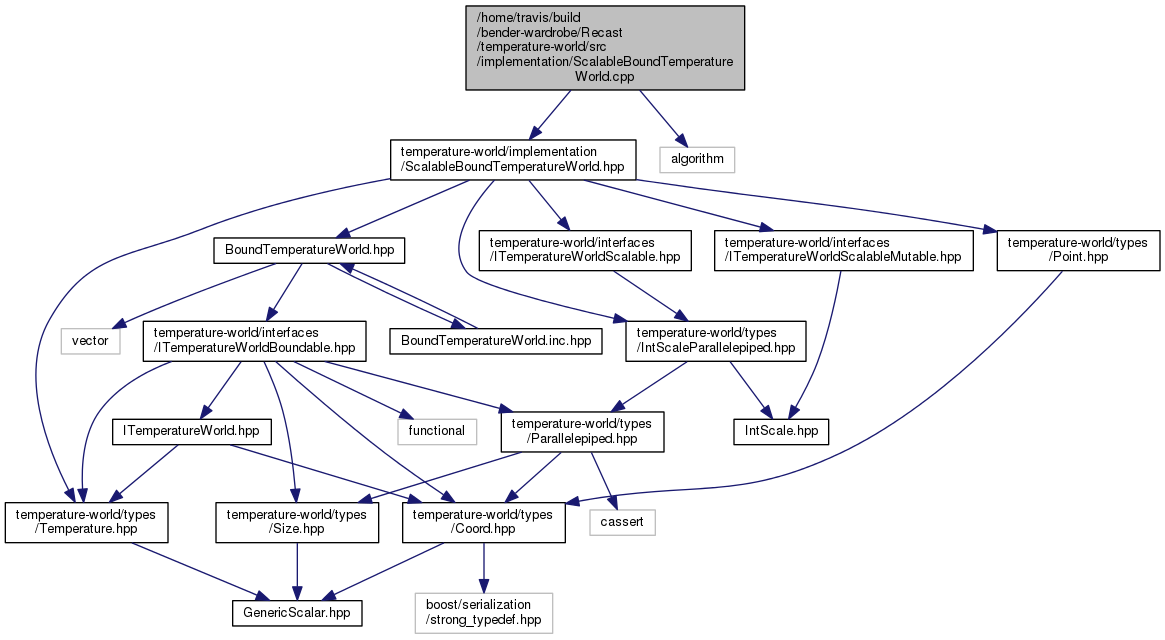 /home/travis/build
/bender-wardrobe/Recast
/temperature-world/src
/implementation/ScalableBoundTemperature
World.cpp
temperature-world/implementation
/ScalableBoundTemperatureWorld.hpp
algorithm
BoundTemperatureWorld.hpp
temperature-world/interfaces
/ITemperatureWorldScalable.hpp
temperature-world/interfaces
/ITemperatureWorldScalableMutable.hpp
temperature-world/types
/Point.hpp
vector
temperature-world/interfaces
/ITemperatureWorldBoundable.hpp
BoundTemperatureWorld.inc.hpp
temperature-world/types
/IntScaleParallelepiped.hpp
ITemperatureWorld.hpp
functional
temperature-world/types
/Parallelepiped.hpp
IntScale.hpp
temperature-world/types
/Temperature.hpp
temperature-world/types
/Size.hpp
temperature-world/types
/Coord.hpp
cassert
GenericScalar.hpp
boost/serialization
/strong_typedef.hpp